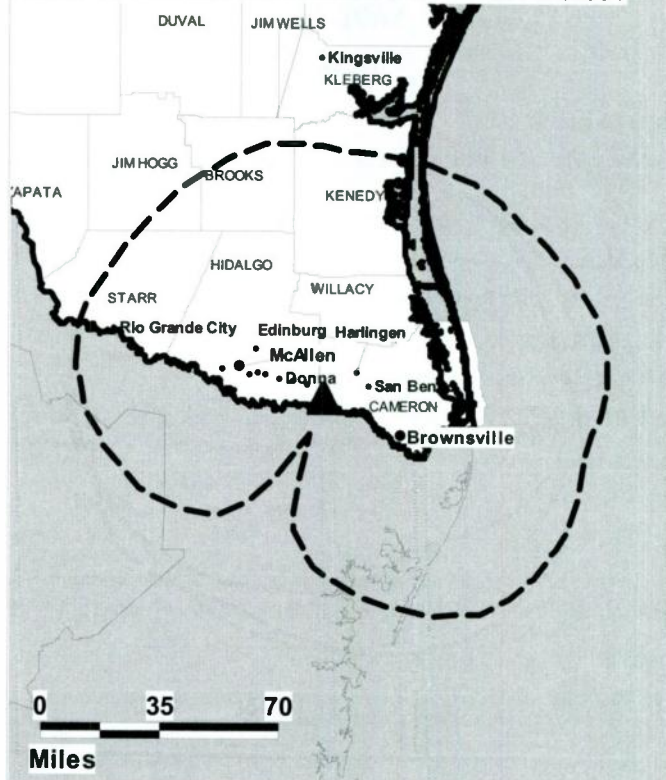 DUVAL
JIM WELLS
Kingsville
KLEBERG
JIM HOGG
BROOKS
APATA
KENEDY
HIDALGO
WILLACY
STARR
Rio Grande City
Edinburg
Harlingen
McAllen
Donna
San Ben
CAMERON
Brownsville
0 35 70
Miles